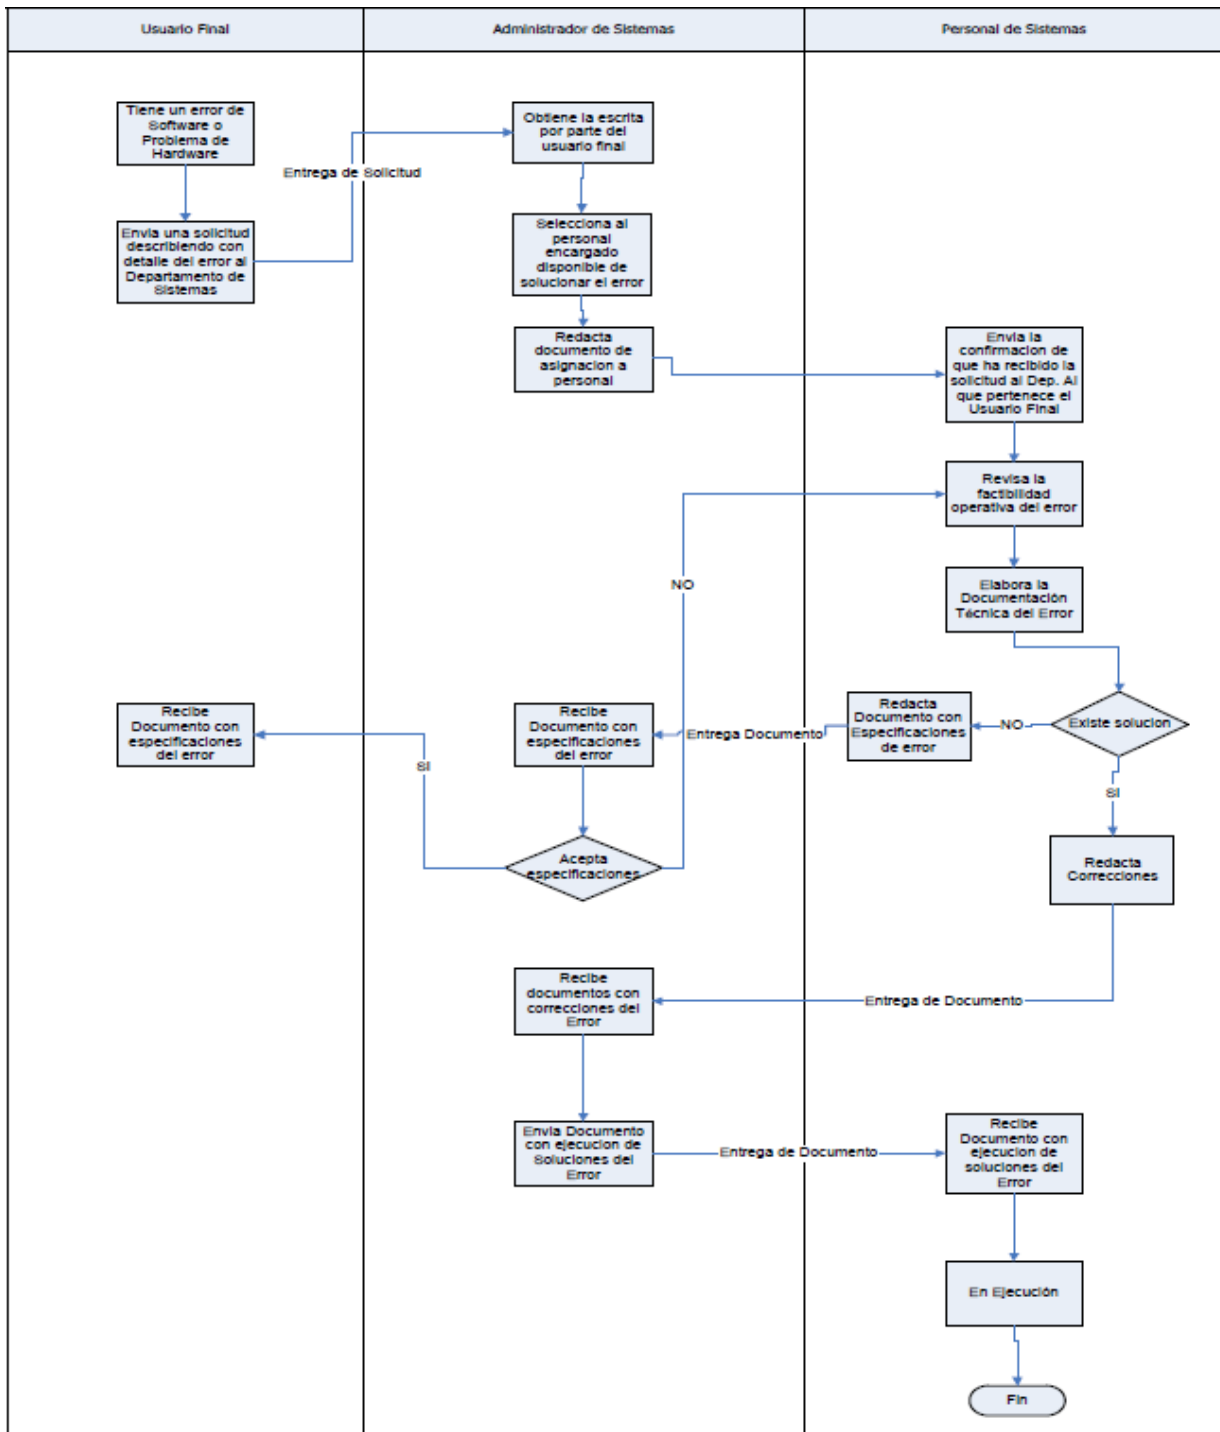 Usuario Final
Administrador de Sistemas
Personal de Sistemas
Tiene un error de
Software o
Problema de
Hardware
Obtiene la escrita
por parte del
usuario final
Entrega de Solicitud
Envia una solicitud
describiendo con
detalle del error al
Departamento de
Sistemas
Selecciona al
personal
encargado
disponible de
solucionar el error
Redacta
documento de
asignacion a
personal
Envia la
confirmacion de
que ha recibido la
solicitud al Dep. Al
que pertenece el
Usuario Final
Revisa la
factibilidad
operativa del error
NO
Elabora la
Documentación
Técnica del Error
Recibe
Documento con
especificaciones
del error
Recibe
Documento con
especificaciones
del error
Entrega Documento
Redacta
Documento con
Especificaciones
de error
NO
Existe solucion
SI
SI
Acepta
especificaciones
Redacta
Correcciones
Recibe
documentos con
correcciones del
Error
Entrega de Documento
Envia Documento
con ejecucion de
Soluciones del
Error
Entrega de Documento
Recibe
Documento con
ejecucion de
soluciones del
Error
En Ejecución
Fin